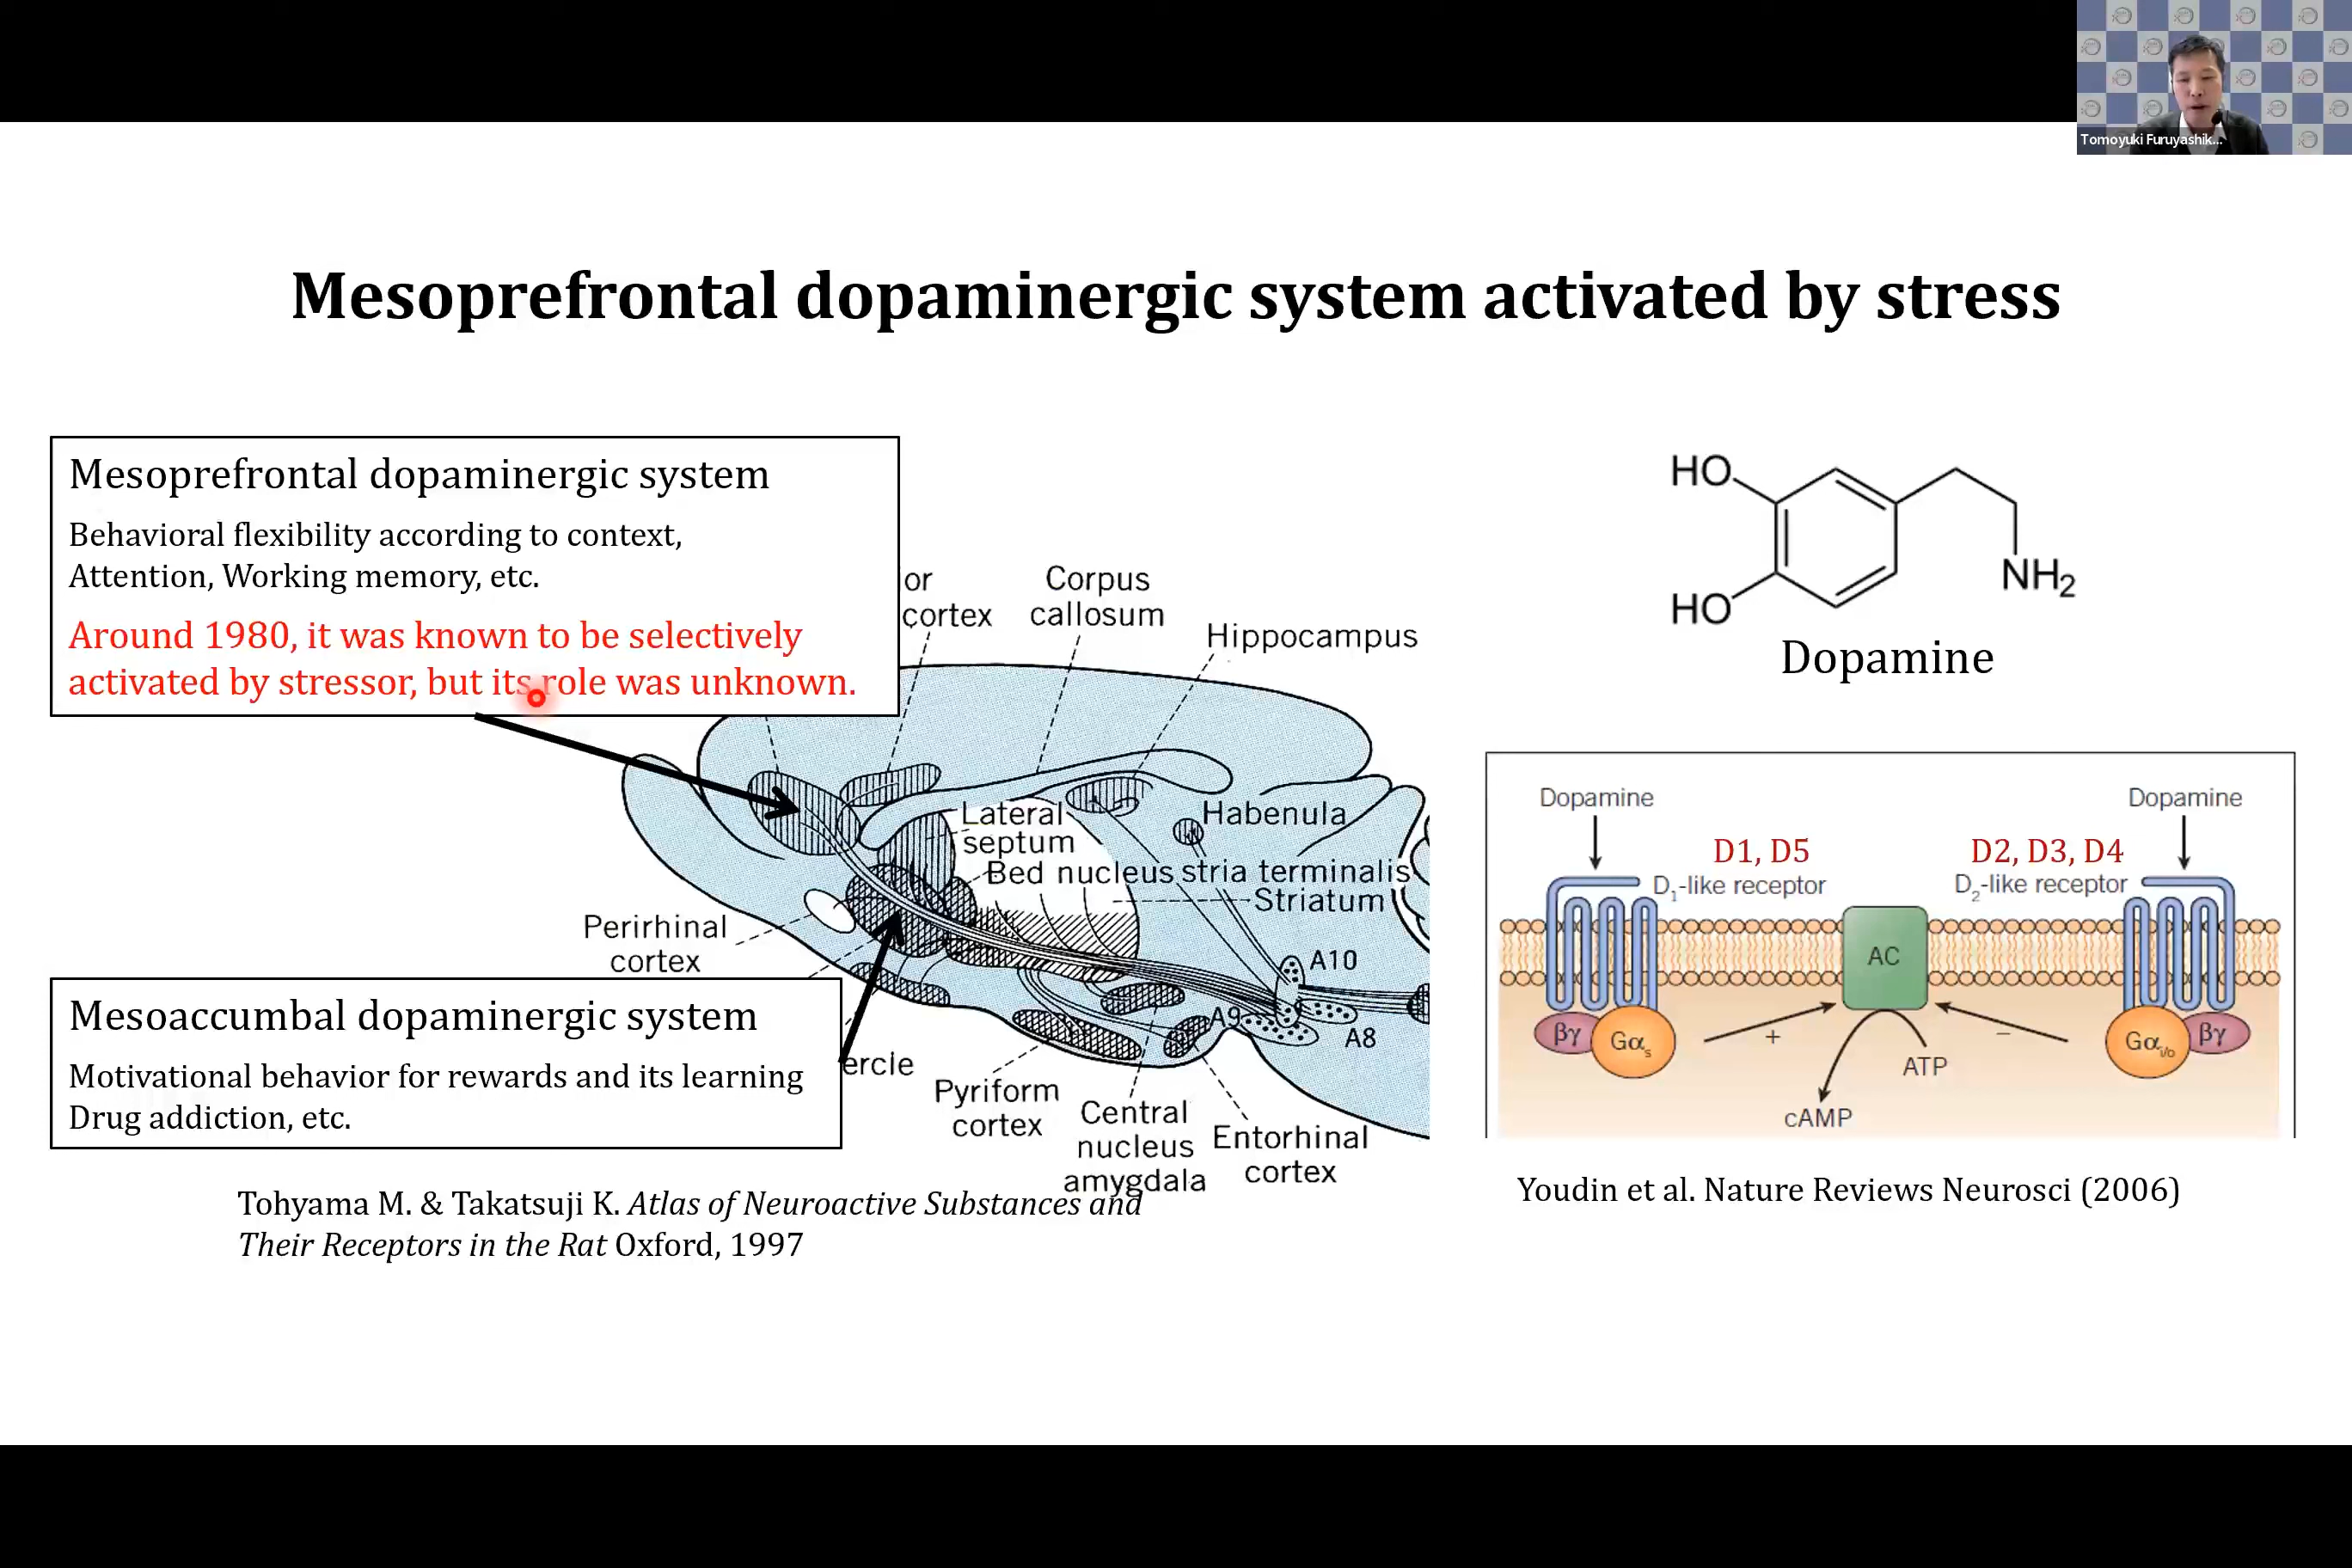 Tomoyuki Furuyashik...
Mesoprefrontal dopaminergic system activated by stress
Mesoprefrontal dopaminergic system
Behavioral flexibility according to context,
Attention, Working memory, etc.
Around 1980, it was known to be selectively
activated by stressor, but its role was unknown.
or
cortex
Corpus
callosum
Hippocampus
Lateral
septum
Habenula
Bed nucleus stria terminalis
Striatum
Perirhinal
cortex
A10
A9
A8
Mesoaccumbal dopaminergic system
Motivational behavior for rewards and its learning
Drug addiction, etc.
ercle
Pyriform
cortex
Central
nucleus
amygdala
Entorhinal
cortex
Tohyama M. & Takatsuji K. Atlas of Neuroactive Substances and
Their Receptors in the Rat Oxford, 1997
HO
HO
NH2
Dopamine
Dopamine
Dopamine
D1, D5
D2, D3, D4
D1-like receptor
D2-like receptor
AC
βγ
Gαs
+
−
Gαi/o
βγ
ATP
cAMP
Youdin et al. Nature Reviews Neurosci (2006)